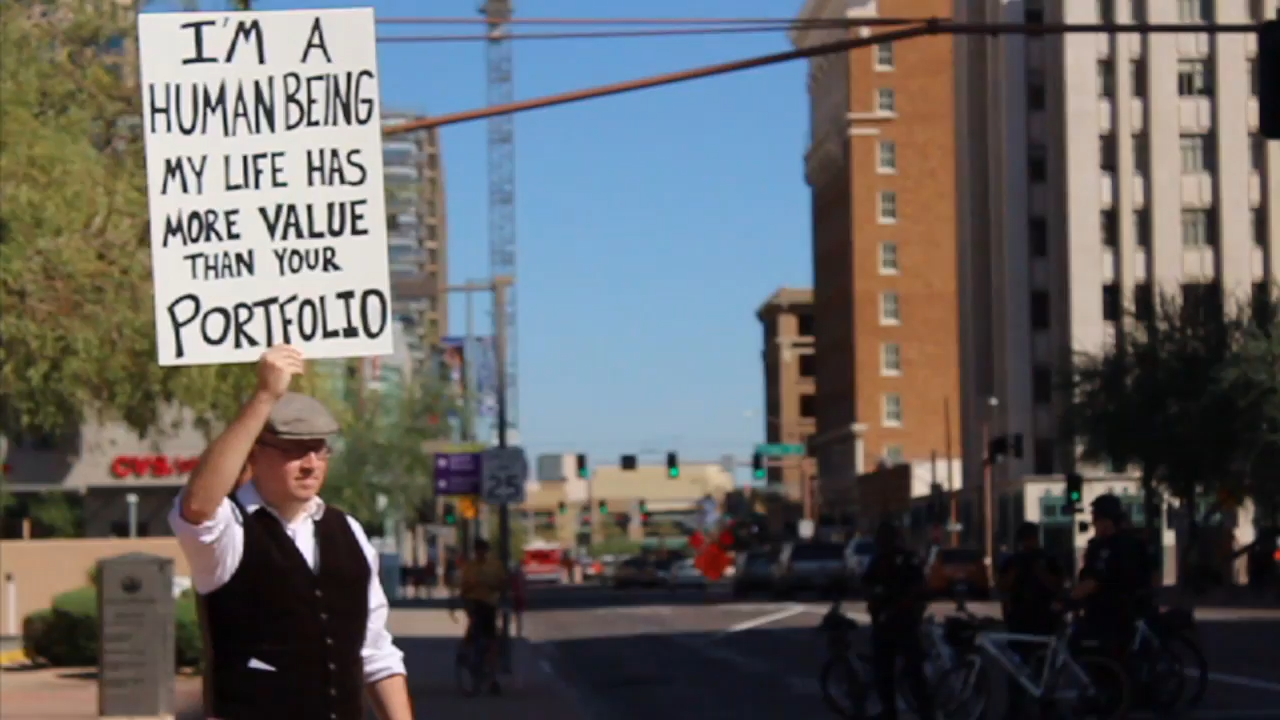 I'M A
HUMAN BEING
MY LIFE HAS
MORE VALUE
THAN YOUR
PORTFOLIO
CVS
25